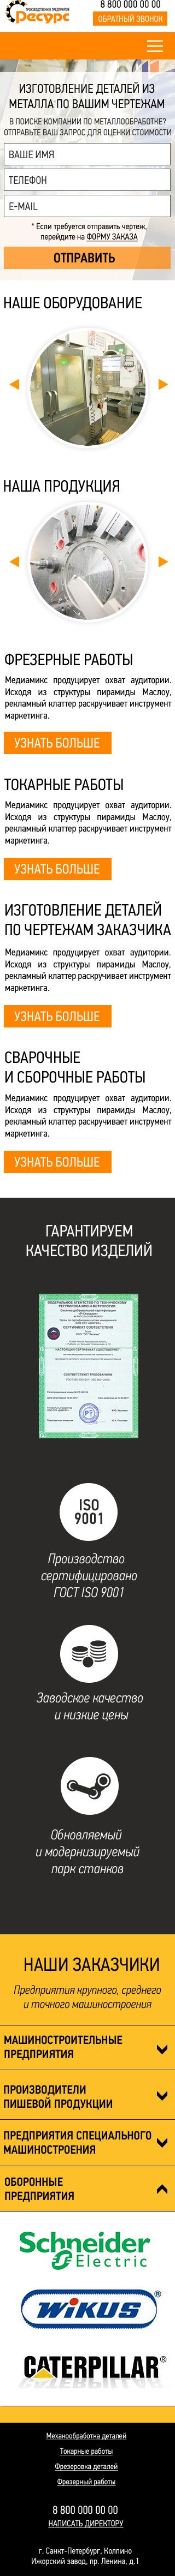 ПРОИЗВОДСТВЕННОЕ ПРЕДПРИЯТИЕ
Ресурс
8 800 000 00 00
ОБРАТНЫЙ ЗВОНОК
ИЗГОТОВЛЕНИЕ ДЕТАЛЕЙ ИЗ
МЕТАЛЛА ПО ВАШИМ ЧЕРТЕЖАМ
В ПОИСКЕ КОМПАНИИ ПО МЕТАЛЛООБРАБОТКЕ?
ОТПРАВЬТЕ ВАШ ЗАПРОС ДЛЯ ОЦЕНКИ СТОИМОСТИ
ВАШЕ ИМЯ
ТЕЛЕФОН
E-MAIL
* Если требуется отправить чертеж,
перейдите на ФОРМУ ЗАКАЗА
ОТПРАВИТЬ
НАШЕ ОБОРУДОВАНИЕ
НАША ПРОДУКЦИЯ
ФРЕЗЕРНЫЕ РАБОТЫ
Медиамикс продуцирует охват аудитории.
Исходя из структуры пирамиды Маслоу,
рекламный клаттер раскручивает инструмент
маркетинга.
УЗНАТЬ БОЛЬШЕ
ТОКАРНЫЕ РАБОТЫ
Медиамикс продуцирует охват аудитории.
Исходя из структуры пирамиды Маслоу,
рекламный клаттер раскручивает инструмент
маркетинга.
УЗНАТЬ БОЛЬШЕ
ИЗГОТОВЛЕНИЕ ДЕТАЛЕЙ
ПО ЧЕРТЕЖАМ ЗАКАЗЧИКА
Медиамикс продуцирует охват аудитории.
Исходя из структуры пирамиды Маслоу,
рекламный клаттер раскручивает инструмент
маркетинга.
УЗНАТЬ БОЛЬШЕ
СВАРОЧНЫЕ
И СБОРОЧНЫЕ РАБОТЫ
Медиамикс продуцирует охват аудитории.
Исходя из структуры пирамиды Маслоу,
рекламный клаттер раскручивает инструмент
маркетинга.
УЗНАТЬ БОЛЬШЕ
ГАРАНТИРУЕМ
КАЧЕСТВО ИЗДЕЛИЙ
ISO
9001
Производство
сертифицировано
ГОСТ ISO 9001
Заводское качество
и низкие цены
Обновляемый
и модернизируемый
парк станков
НАШИ ЗАКАЗЧИКИ
Предприятия крупного, среднего
и точного машиностроения
МАШИНОСТРОИТЕЛЬНЫЕ
ПРЕДПРИЯТИЯ
ПРОИЗВОДИТЕЛИ
ПИШЕВОЙ ПРОДУКЦИИ
ПРЕДПРИЯТИЯ СПЕЦИАЛЬНОГО
МАШИНОСТРОЕНИЯ
ОБОРОННЫЕ
ПРЕДПРИЯТИЯ
Schneider
Electric
WIKUS®
CATERPILLAR®
Механообработка деталей
Токарные работы
Фрезеровка деталей
Фрезерный работы
8 800 000 00 00
НАПИСАТЬ ДИРЕКТОРУ
г. Санкт-Петербург, Колпино
Ижорский завод, пр. Ленина, д.1